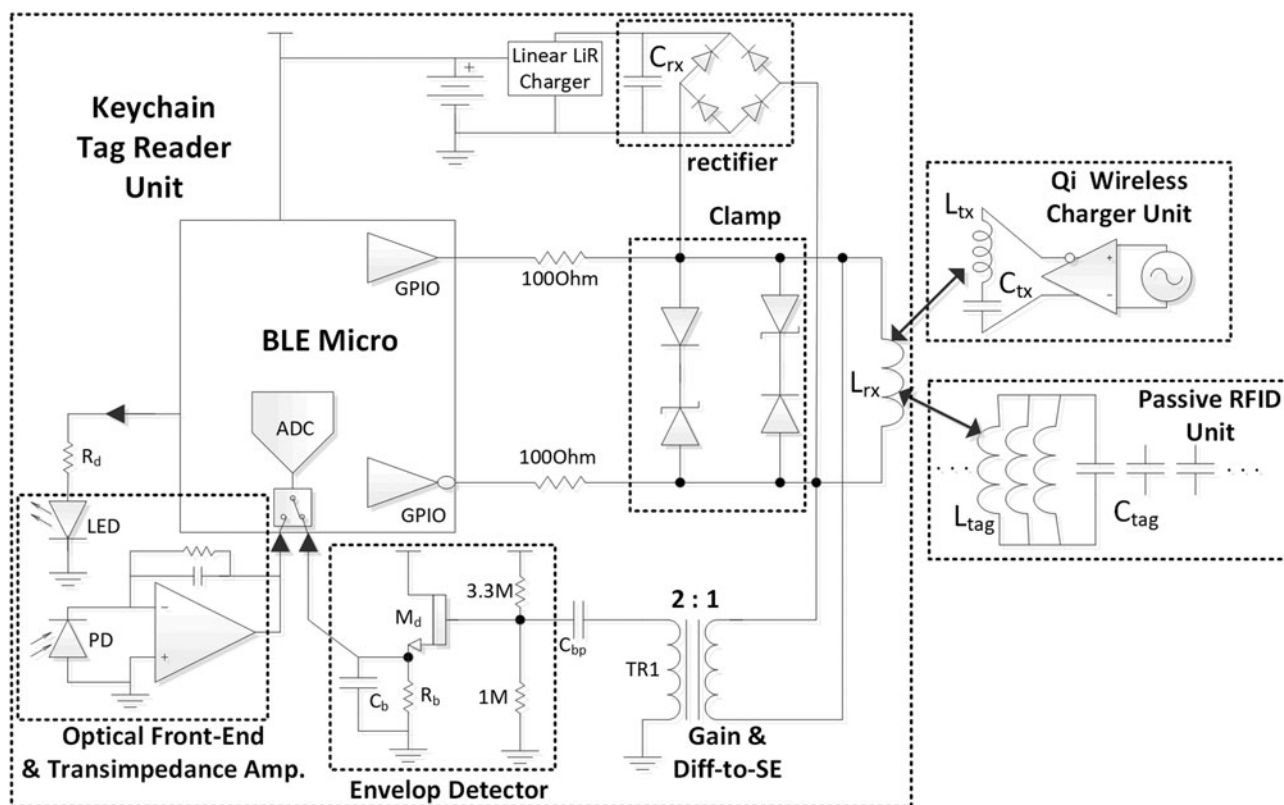 Keychain
Tag Reader
Unit
+
Linear LiR
Charger
Crx
rectifier
Clamp
Qi Wireless
Charger Unit
Ltx
Ctx
+
−
GPIO
100Ohm
BLE Micro
Lrx
Passive RFID
Unit
Ltag
Ctag
ADC
Rd
GPIO
100Ohm
LED
PD
−
+
Optical Front-End
& Transimpedance Amp.
Md
3.3M
1M
Cb
Rb
Cbp
Envelop Detector
2 : 1
TR1
Gain &
Diff-to-SE